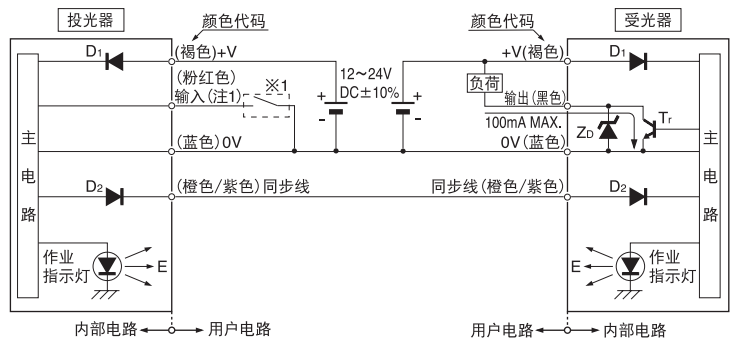 投光器
颜色代码
颜色代码
受光器
D1
(褐色)+V
+V(褐色)
D1
(粉红色)
输入(注1)
※1
12～24V
DC±10%
+
-
+
-
负荷
输出(黑色)
100mA MAX.
ZD
Tr
主电路
(蓝色)0V
0V(蓝色)
主电路
D2
(橙色/紫色)同步线
同步线(橙色/紫色)
D2
作业
指示灯
E
E
作业
指示灯
内部电路
用户电路
用户电路
内部电路